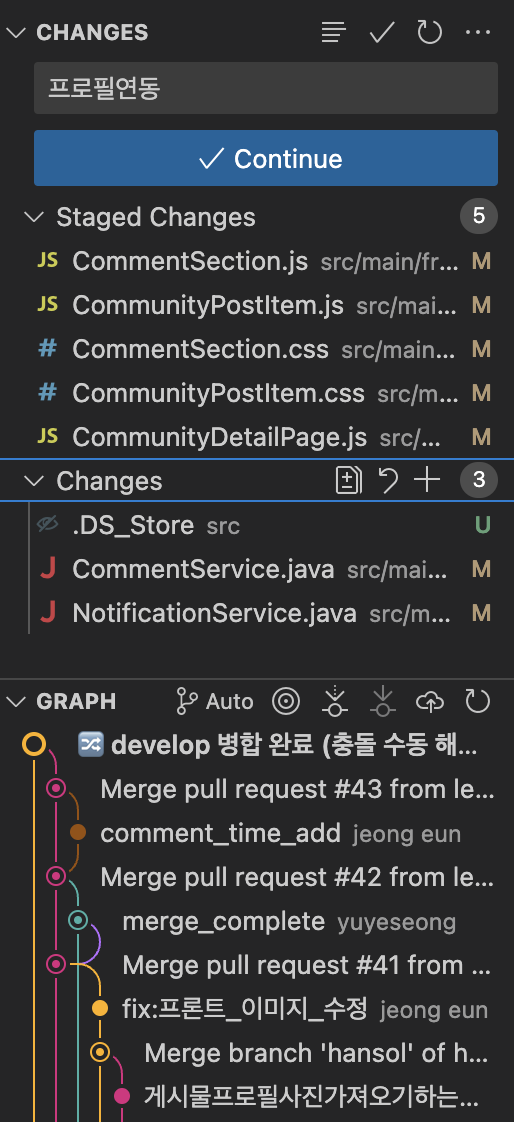 CHANGES
프로필연동
Continue
Staged Changes 5
JS CommentSection.js src/main/fr... M
JS CommunityPostItem.js src/mai... M
# CommentSection.css src/main... M
# CommunityPostItem.css src/m... M
JS CommunityDetailPage.js src/... M
Changes 3
.DS_Store src U
J CommentService.java src/mai... M
J NotificationService.java src/m... M
GRAPH Auto
🔀 develop 병합 완료 (충돌 수동 해...
Merge pull request #43 from le...
comment_time_add jeong eun
Merge pull request #42 from le...
merge_complete yuyeseong
Merge pull request #41 from ...
fix:프론트_이미지_수정 jeong eun
Merge branch 'hansol' of h...
게시물프로필사진가져오기하는...